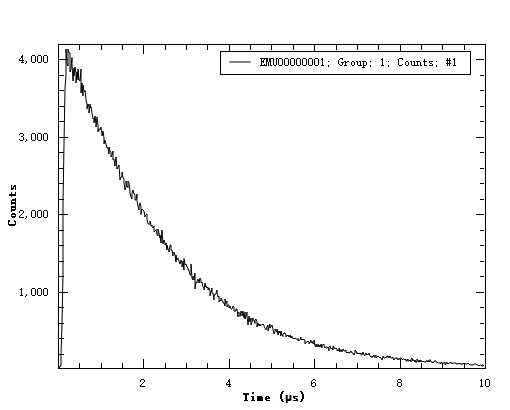 EMU00000001; Group; 1; Counts; #1
4,000
3,000
2,000
1,000
Counts
2 4 6 8 10
Time (μs)